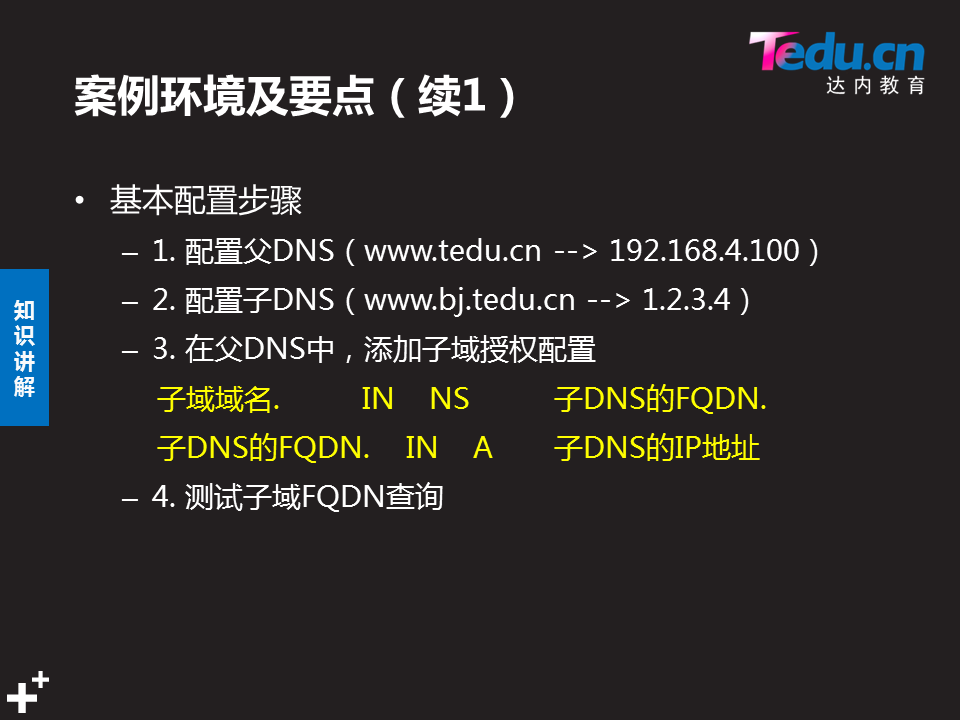 Tedu.cn
达内教育
案例环境及要点（续1）
• 基本配置步骤
– 1. 配置父DNS（www.tedu.cn --> 192.168.4.100）
– 2. 配置子DNS（www.bj.tedu.cn --> 1.2.3.4）
– 3. 在父DNS中，添加子域授权配置
子域域名. IN NS 子DNS的FQDN.
子DNS的FQDN. IN A 子DNS的IP地址
– 4. 测试子域FQDN查询
知识讲解